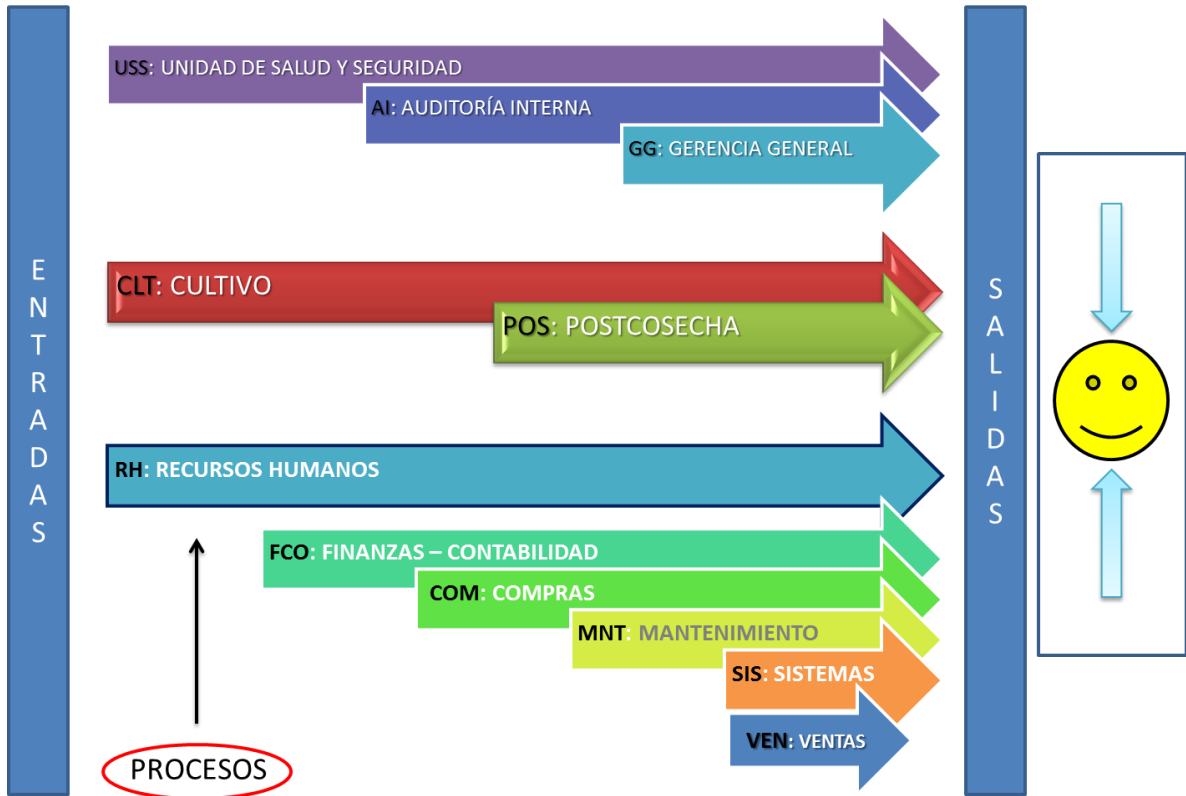 ENTRADAS
USS: UNIDAD DE SALUD Y SEGURIDAD
AI: AUDITORÍA INTERNA
GG: GERENCIA GENERAL
CLT: CULTIVO
POS: POSTCOSECHA
RH: RECURSOS HUMANOS
FCO: FINANZAS – CONTABILIDAD
COM: COMPRAS
MNT: MANTENIMIENTO
SIS: SISTEMAS
VEN: VENTAS
PROCESOS
SALIDAS